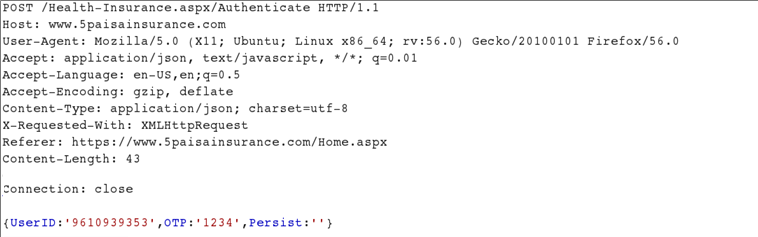 POST /Health-Insurance.aspx/Authenticate HTTP/1.1
Host: www.5paisainsurance.com
User-Agent: Mozilla/5.0 (X11; Ubuntu; Linux x86_64; rv:56.0) Gecko/20100101 Firefox/56.0
Accept: application/json, text/javascript, */*; q=0.01
Accept-Language: en-US,en;q=0.5
Accept-Encoding: gzip, deflate
Content-Type: application/json; charset=utf-8
X-Requested-With: XMLHttpRequest
Referer: https://www.5paisainsurance.com/Home.aspx
Content-Length: 43
Connection: close
{UserID:'9610939353',OTP:'1234',Persist:''}